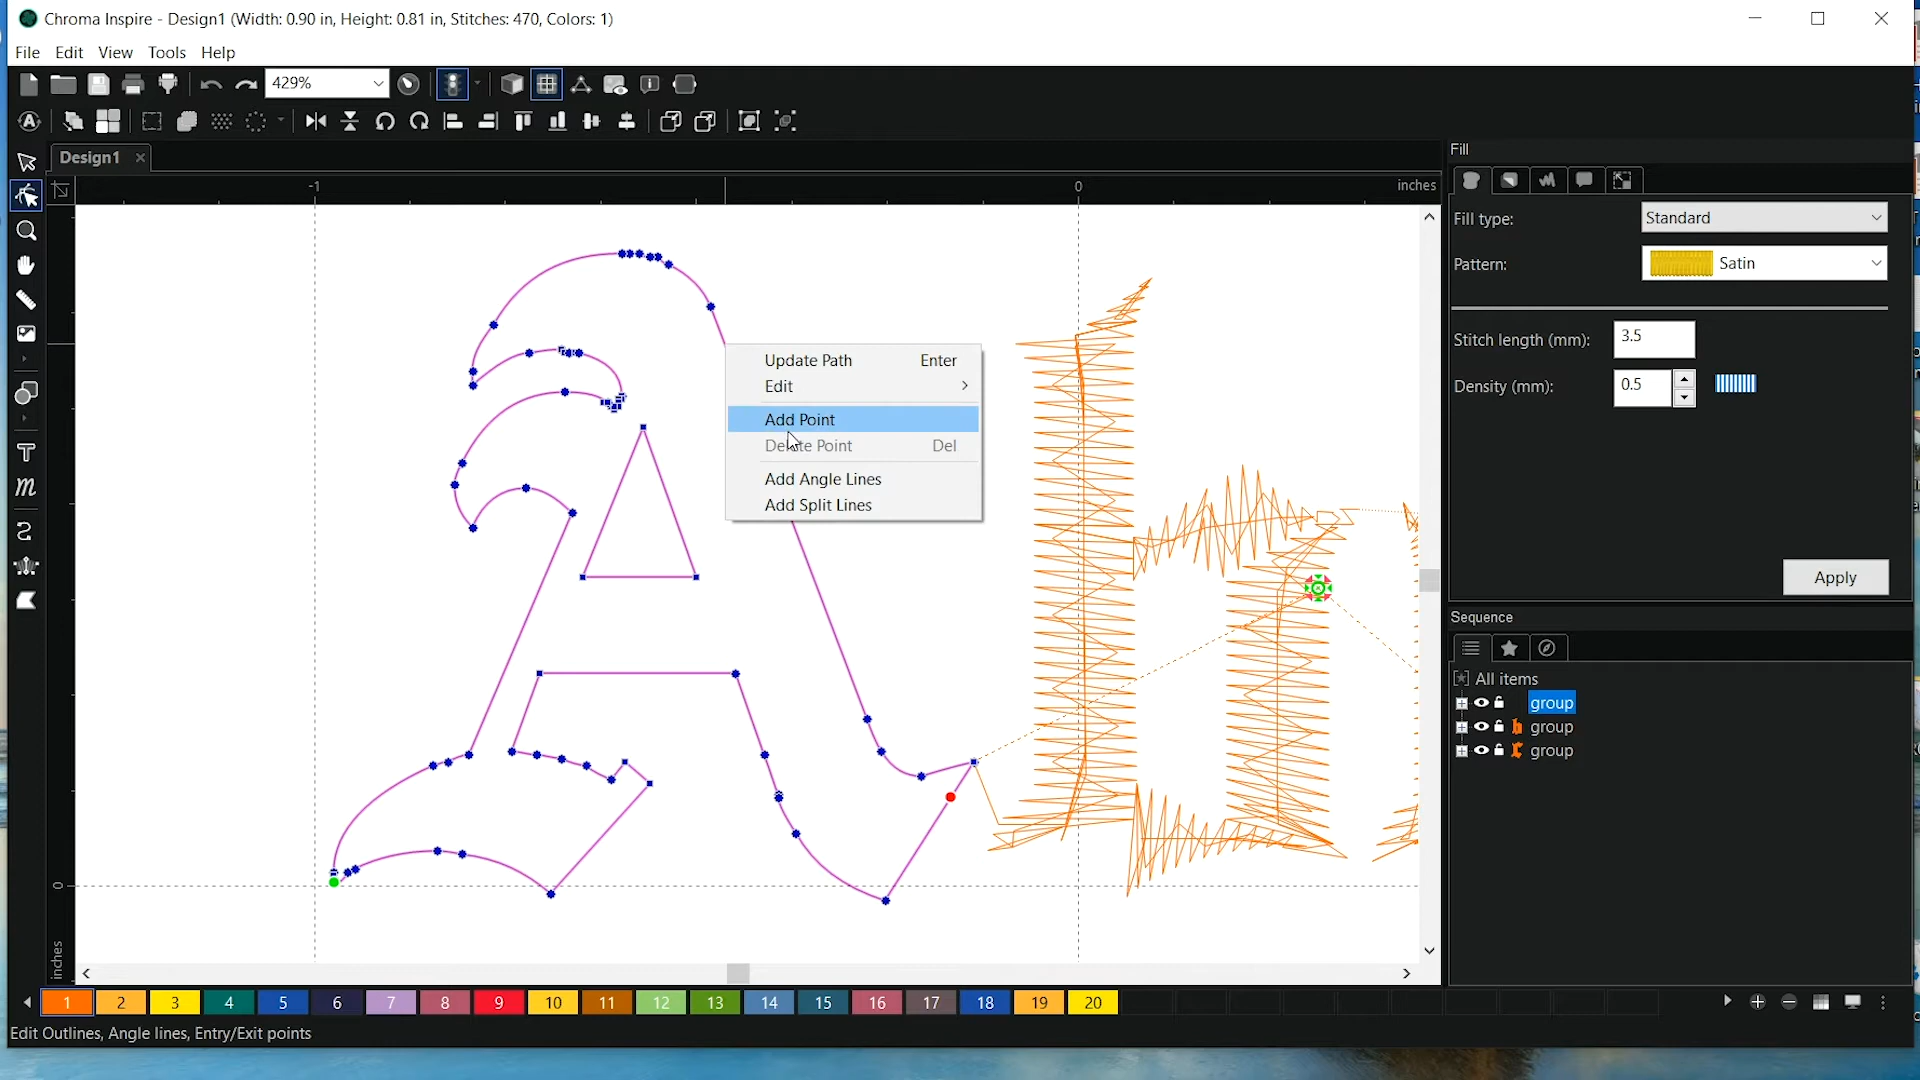 Chroma Inspire - Design1 (Width: 0.90 in, Height: 0.81 in, Stitches: 470, Colors: 1)
File Edit View Tools Help
429%
Design1
Fill
-1 0 inches
Fill type: Standard
Pattern: Satin
Stitch length (mm): 3.5
Density (mm): 0.5
Update Path Enter
Edit
Add Point
Delete Point Del
Add Angle Lines
Add Split Lines
Apply
Sequence
All items
group
group
group
0
inches
1 2 3 4 5 6 7 8 9 10 11 12 13 14 15 16 17 18 19 20
Edit Outlines, Angle lines, Entry/Exit points